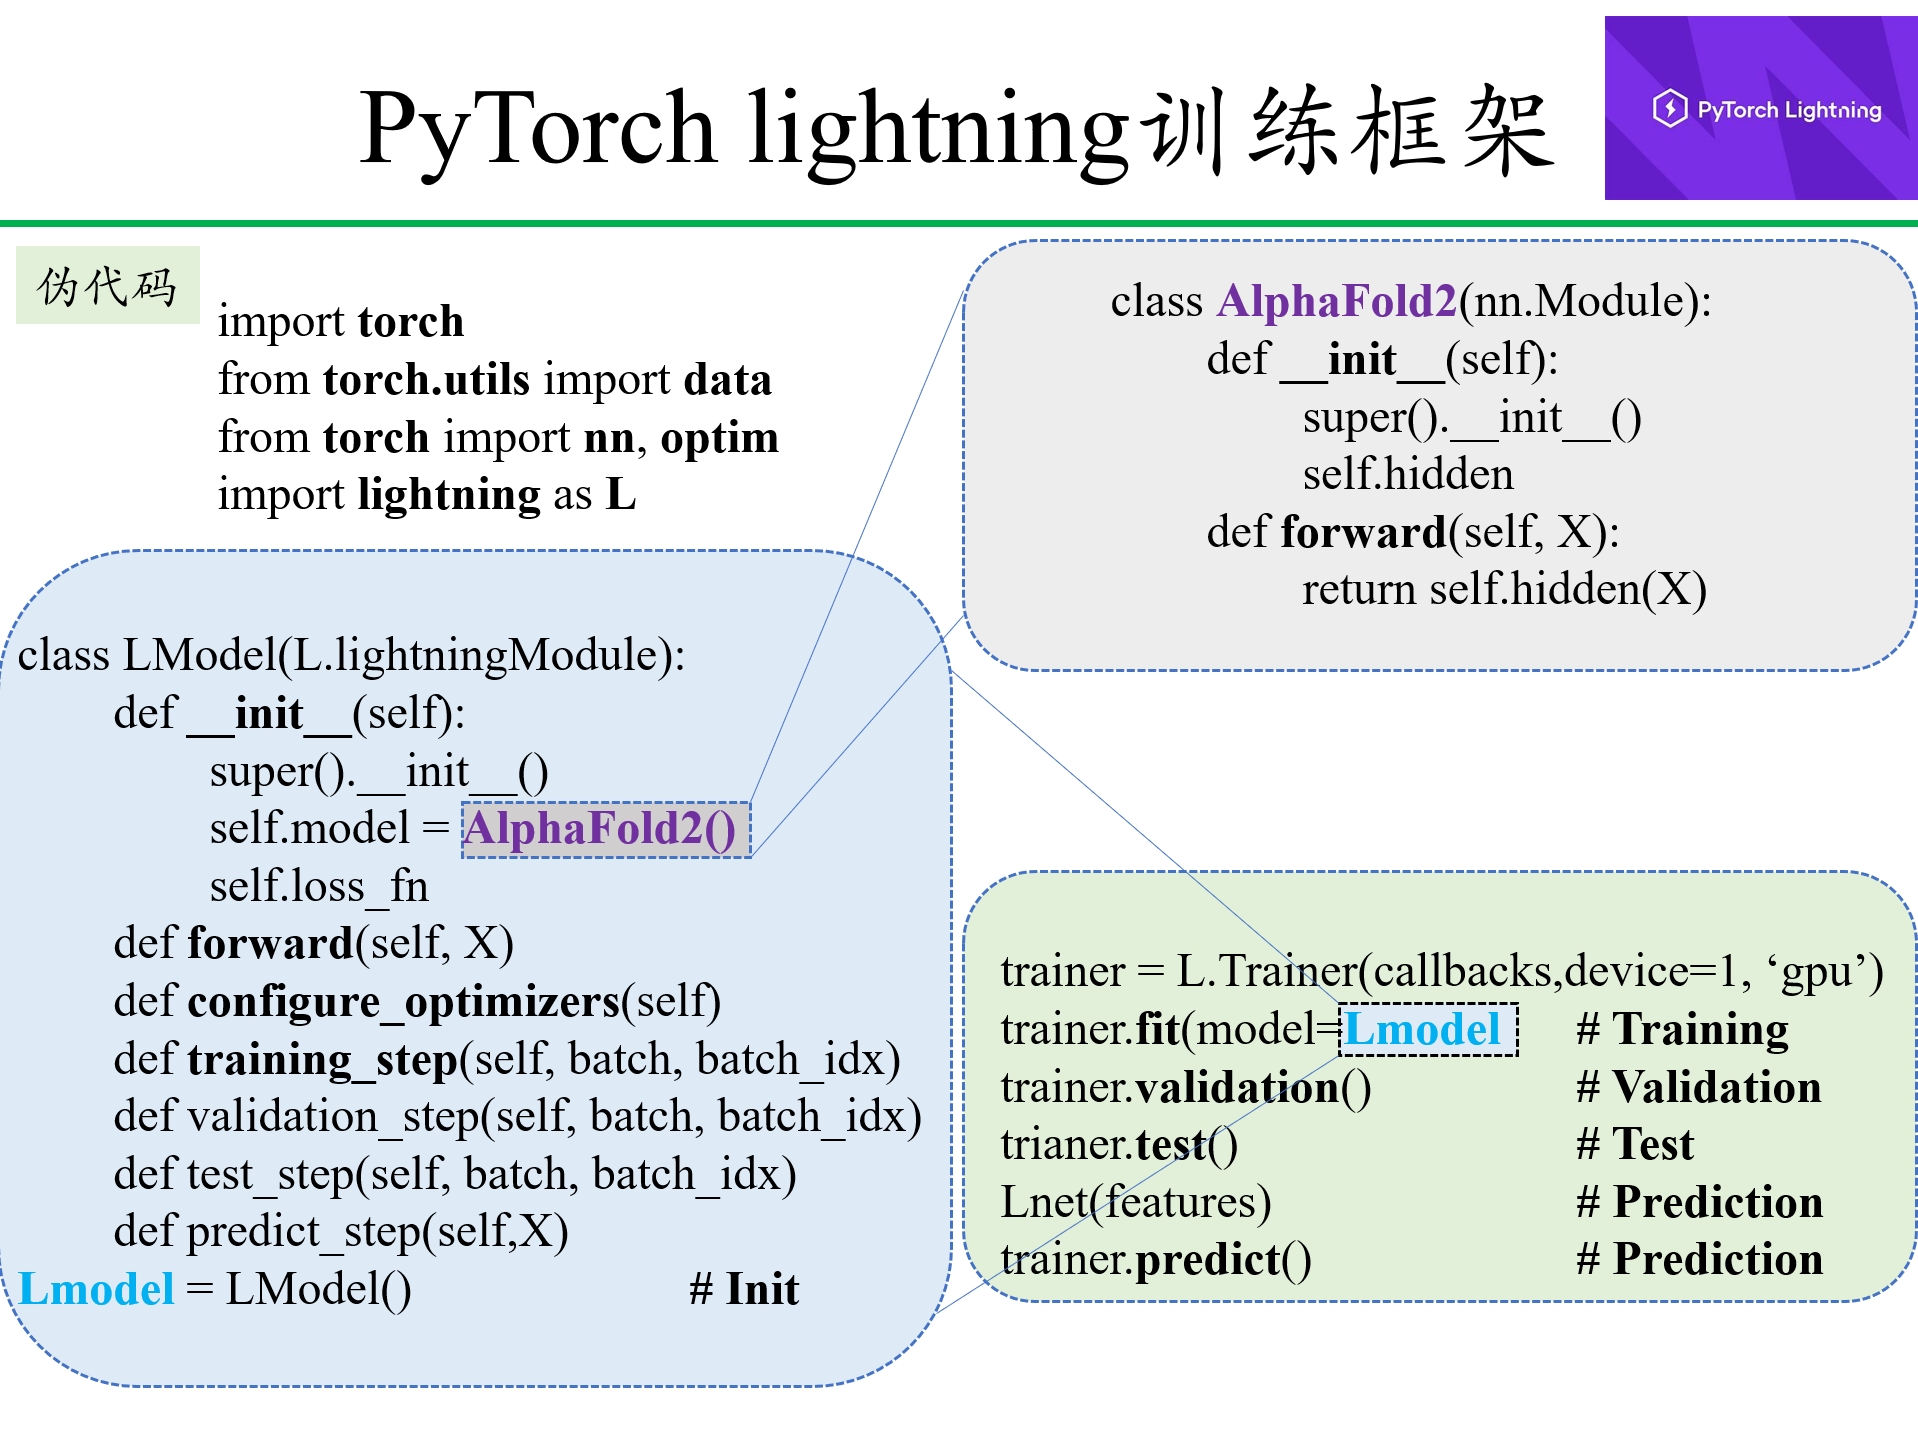 PyTorch lightning训练框架
PyTorch Lightning
伪代码
import torch
from torch.utils import data
from torch import nn, optim
import lightning as L
class LModel(L.lightningModule):
def __init__(self):
super().__init__()
self.model = AlphaFold2()
self.loss_fn
def forward(self, X)
def configure_optimizers(self)
def training_step(self, batch, batch_idx)
def validation_step(self, batch, batch_idx)
def test_step(self, batch, batch_idx)
def predict_step(self,X)
Lmodel = LModel() # Init
class AlphaFold2(nn.Module):
def __init__(self):
super().__init__()
self.hidden
def forward(self, X):
return self.hidden(X)
trainer = L.Trainer(callbacks,device=1, ‘gpu’)
trainer.fit(model=Lmodel # Training
trainer.validation() # Validation
trianer.test() # Test
Lnet(features) # Prediction
trainer.predict() # Prediction